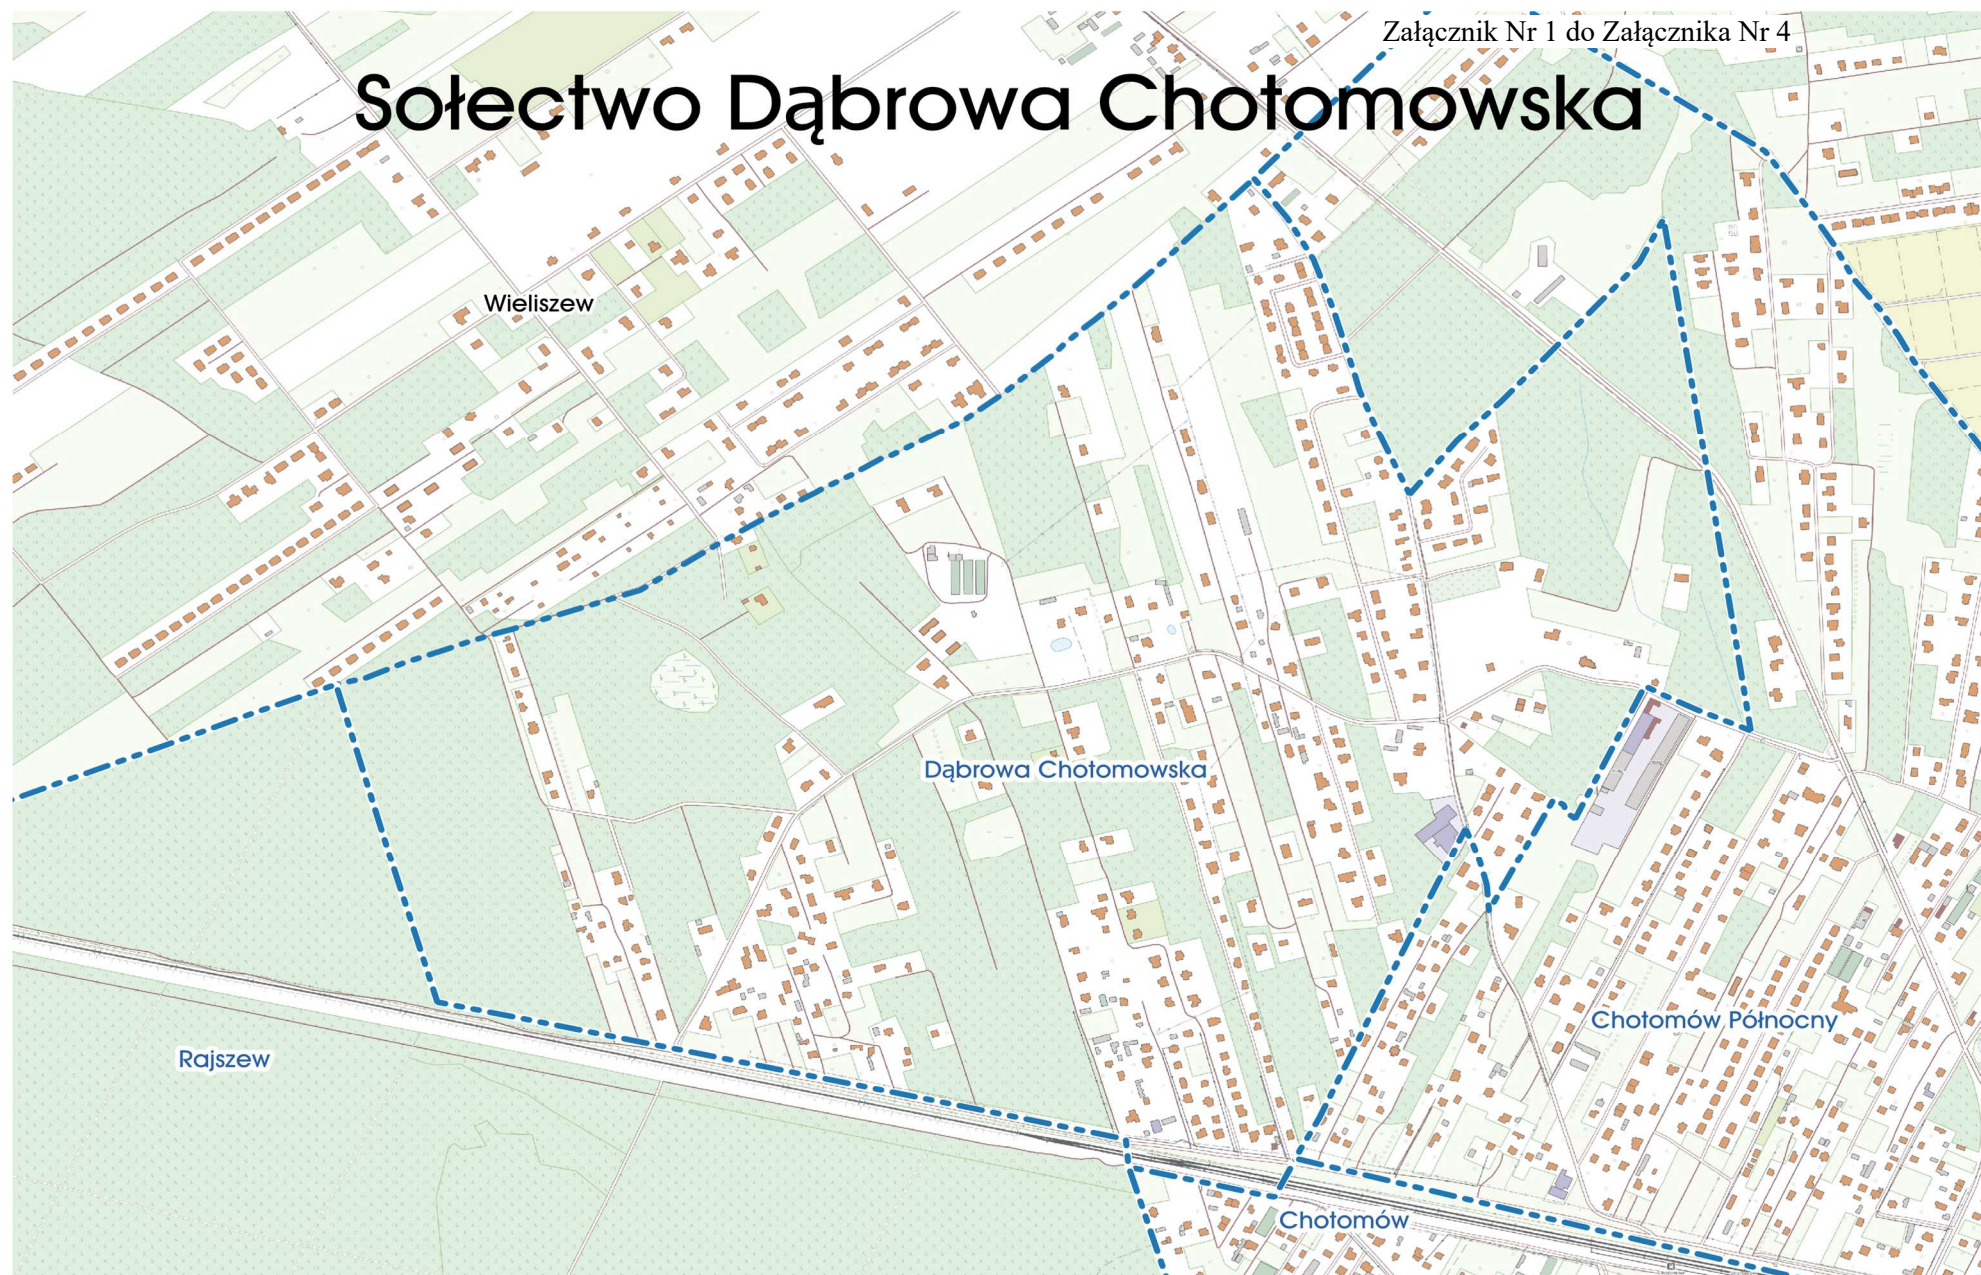 Załącznik Nr 1 do Załącznika Nr 4
Sołectwo Dąbrowa Chotomowska
Wieliszew
Dąbrowa Chotomowska
Chotomów Północny
Rajszew
Chotomów